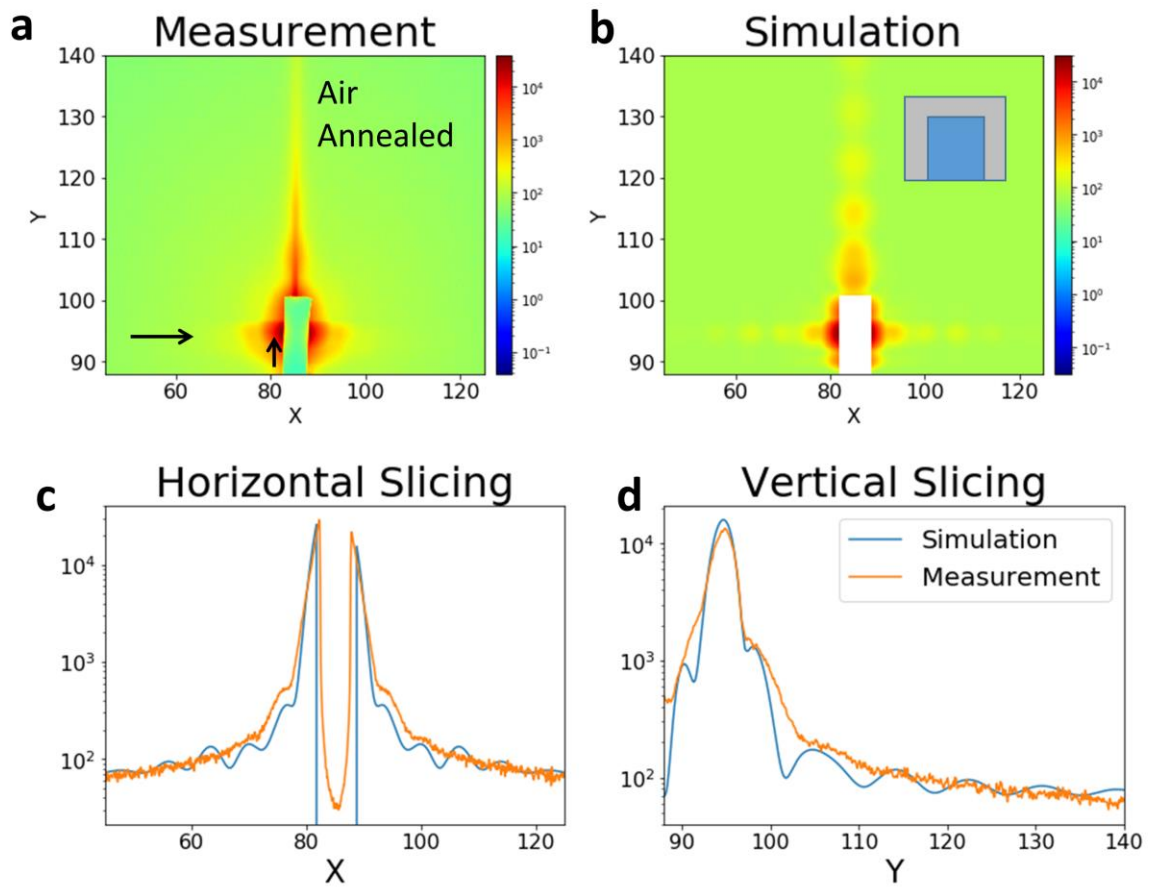 a
Measurement
140
130
120
110
100
90
Y
60
80
100
120
X
10⁴
10³
10²
10¹
10⁰
10⁻¹
Air
Annealed
b
Simulation
140
130
120
110
100
90
Y
60
80
100
120
X
10⁴
10³
10²
10¹
10⁰
10⁻¹
c
Horizontal Slicing
10⁴
10³
10²
60
80
100
120
X
d
Vertical Slicing
10⁴
10³
10²
90
100
110
120
130
140
Y
Simulation
Measurement